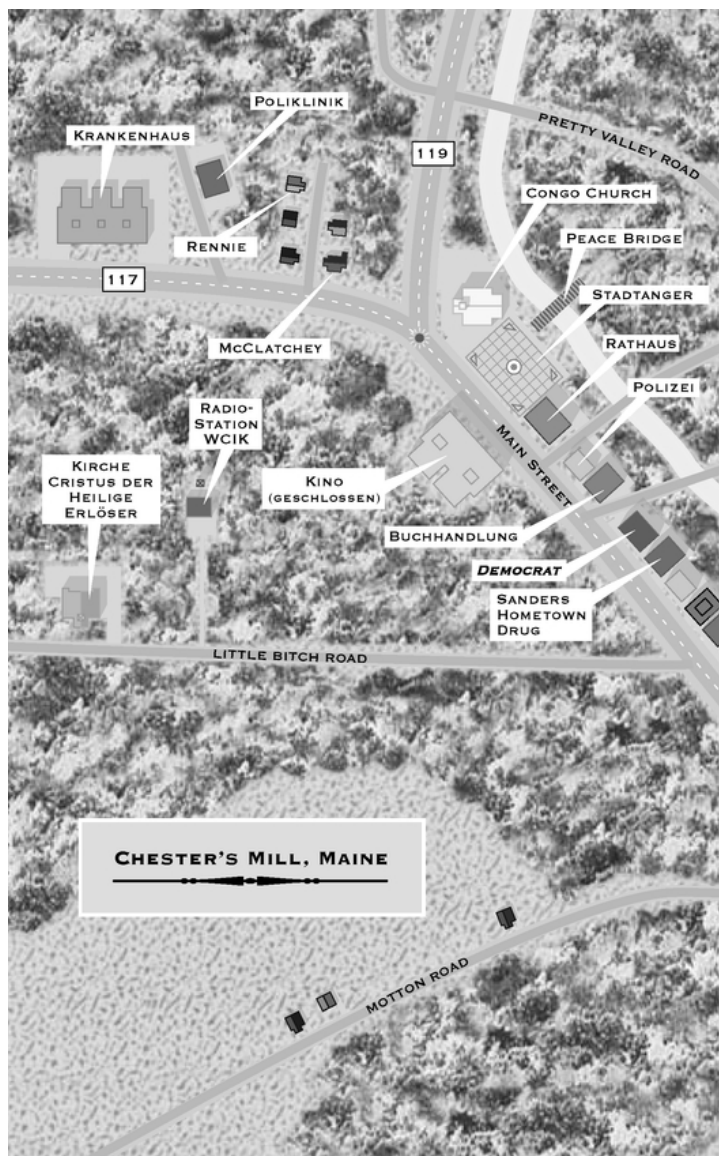 Poliklinik
Krankenhaus
119
Pretty Valley Road
Congo Church
Peace Bridge
Rennie
117
Stadtanger
McClatchey
Rathaus
Polizei
Radio-
Station
WCIK
Main Street
Kirche
Cristus der
Heilige
Erlöser
Kino
(geschlossen)
Buchhandlung
Democrat
Sanders
Hometown
Drug
Little Bitch Road
Chester's Mill, Maine
Motton Road